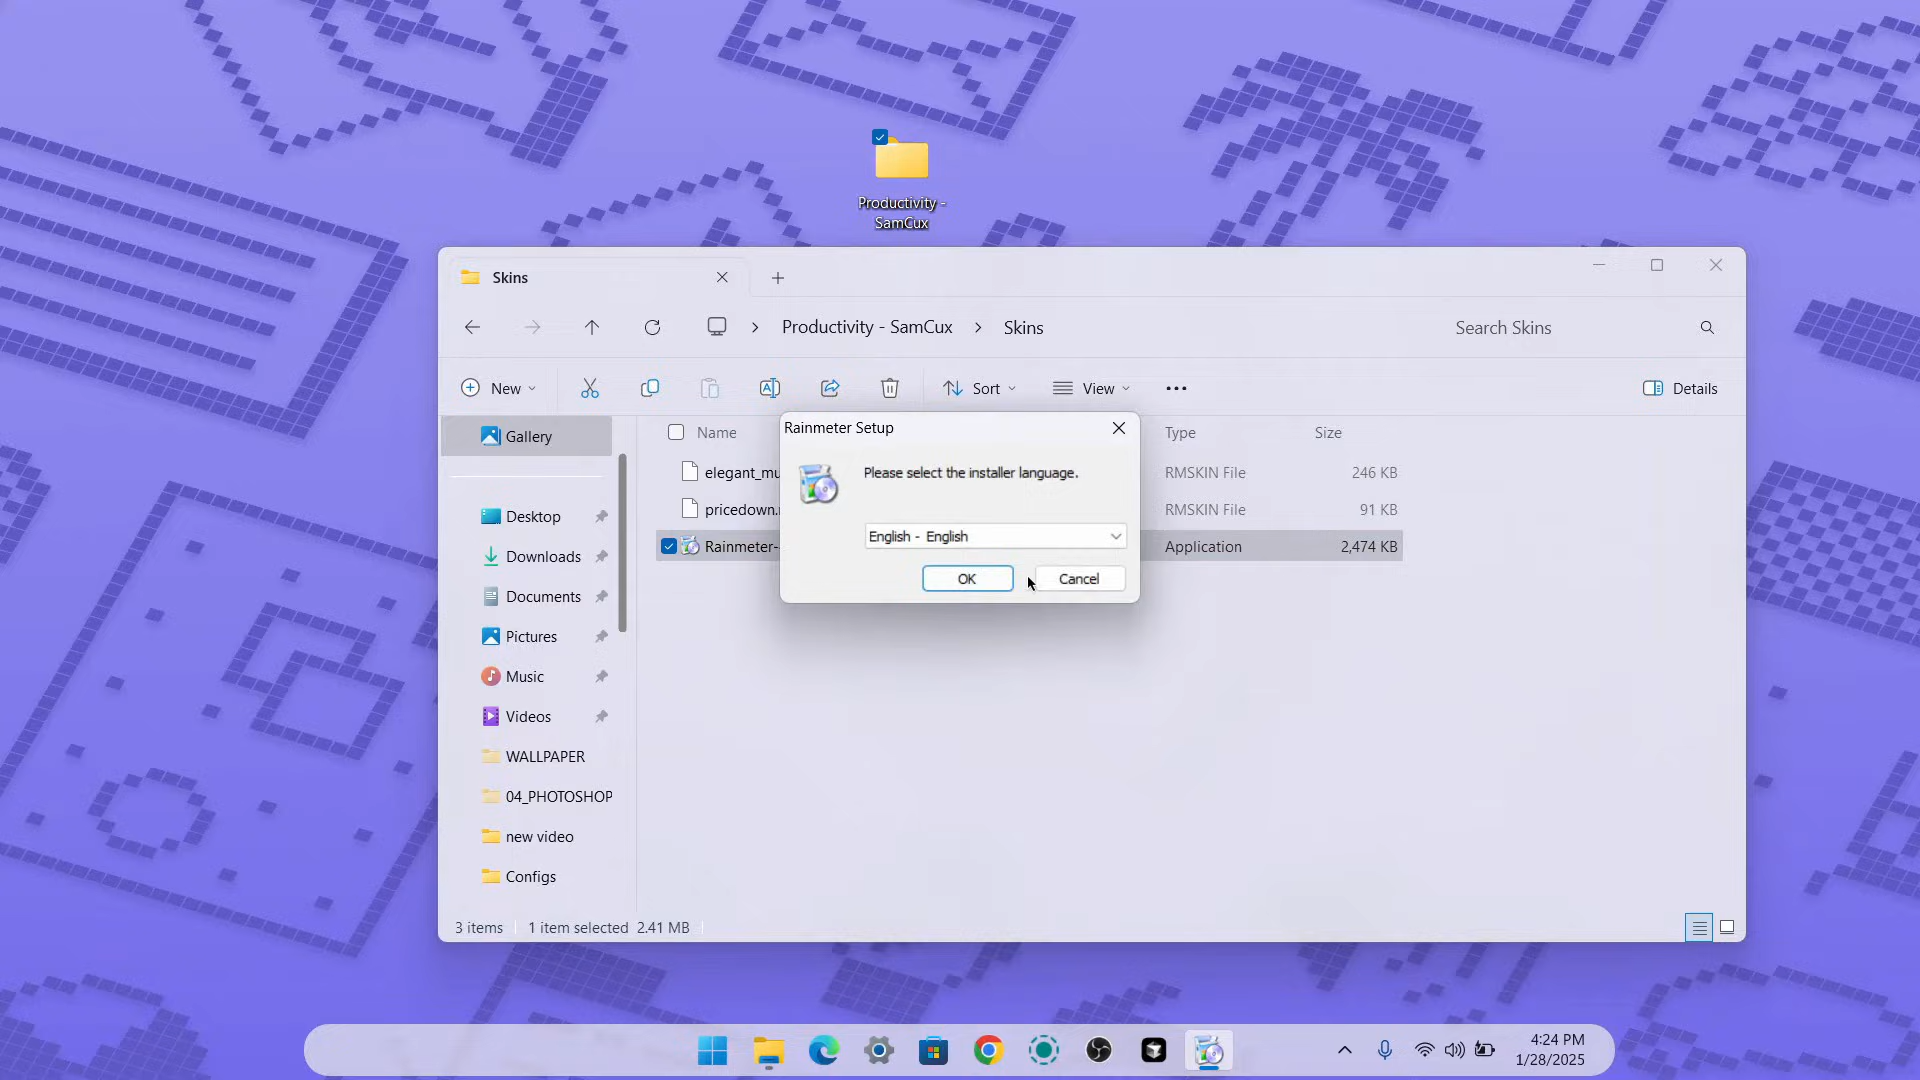 Productivity -
SamCux
Skins
Productivity - SamCux
Skins
Search Skins
New
Sort
View
Details
Gallery
Desktop
Downloads
Documents
Pictures
Music
Videos
WALLPAPER
04_PHOTOSHOP
new video
Configs
Name
Type
Size
elegant_mu
RMSKIN File
246 KB
pricedown.
RMSKIN File
91 KB
Rainmeter-
Application
2,474 KB
Rainmeter Setup
Please select the installer language.
English - English
OK
Cancel
3 items
1 item selected 2.41 MB
4:24 PM
1/28/2025